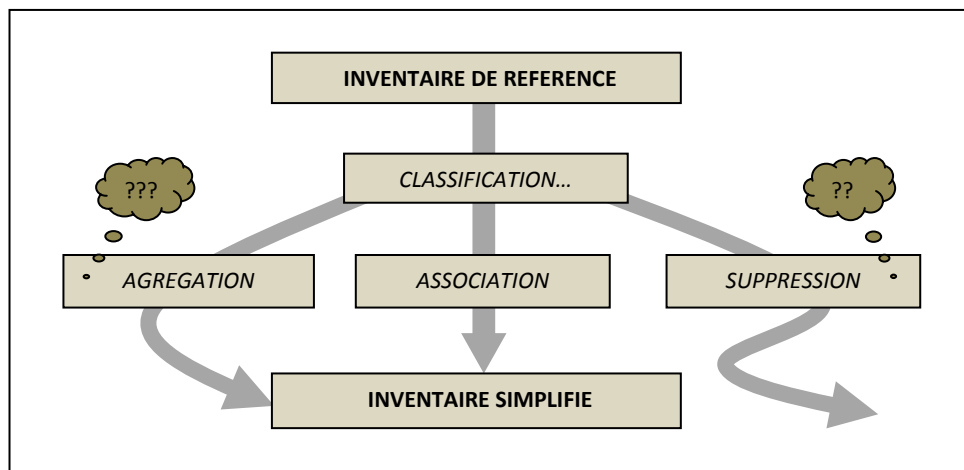 INVENTAIRE DE REFERENCE
CLASSIFICATION...
???
??
AGREGATION
ASSOCIATION
SUPPRESSION
INVENTAIRE SIMPLIFIE